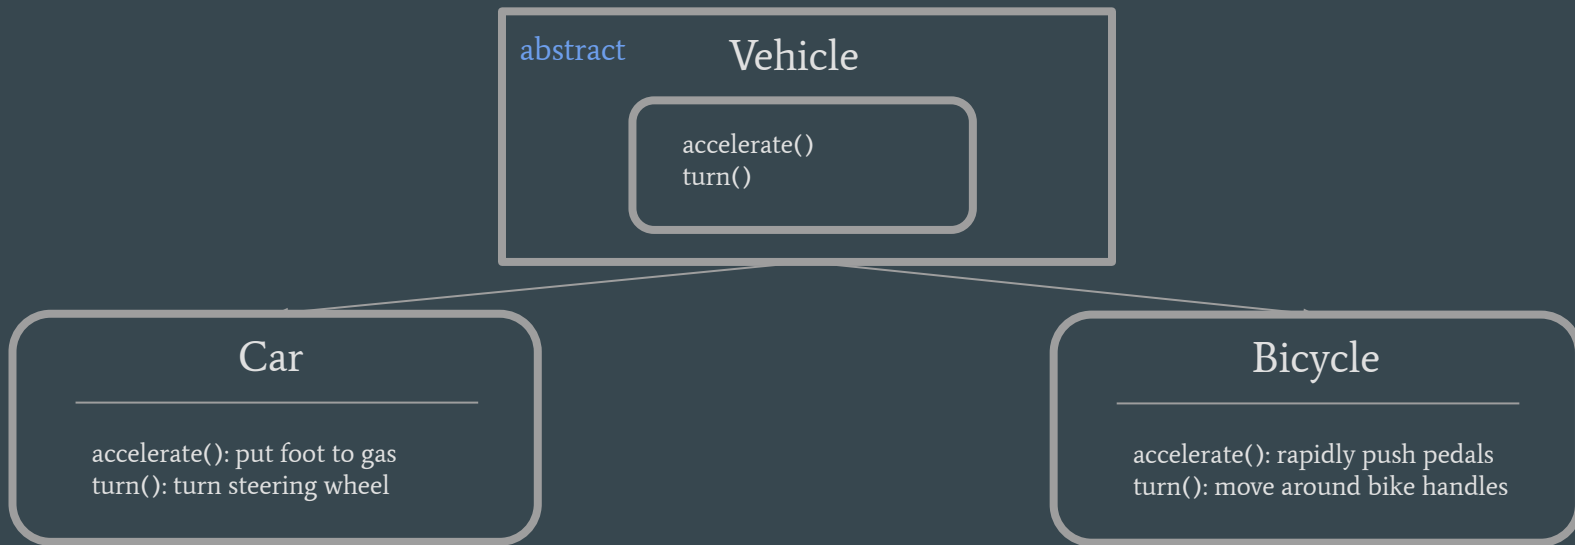 abstract
Vehicle
accelerate()
turn()
Car
accelerate(): put foot to gas
turn(): turn steering wheel
Bicycle
accelerate(): rapidly push pedals
turn(): move around bike handles